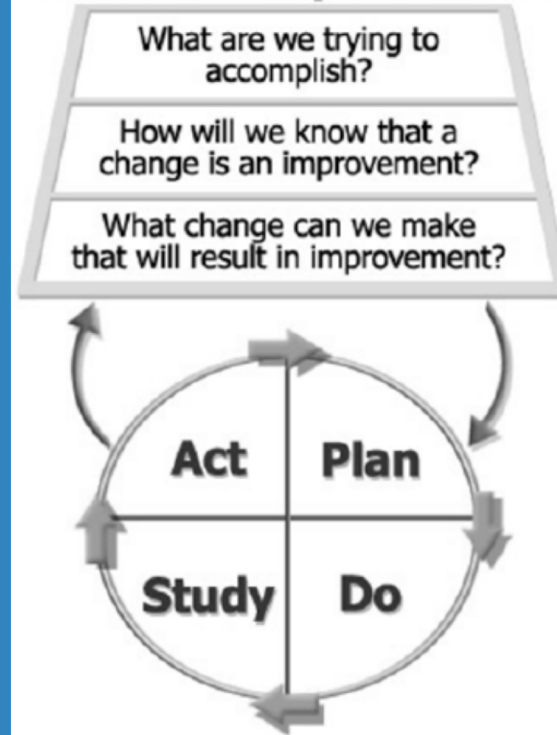 What are we trying to
accomplish?
How will we know that a
change is an improvement?
What change can we make
that will result in improvement?
Act
Plan
Study
Do